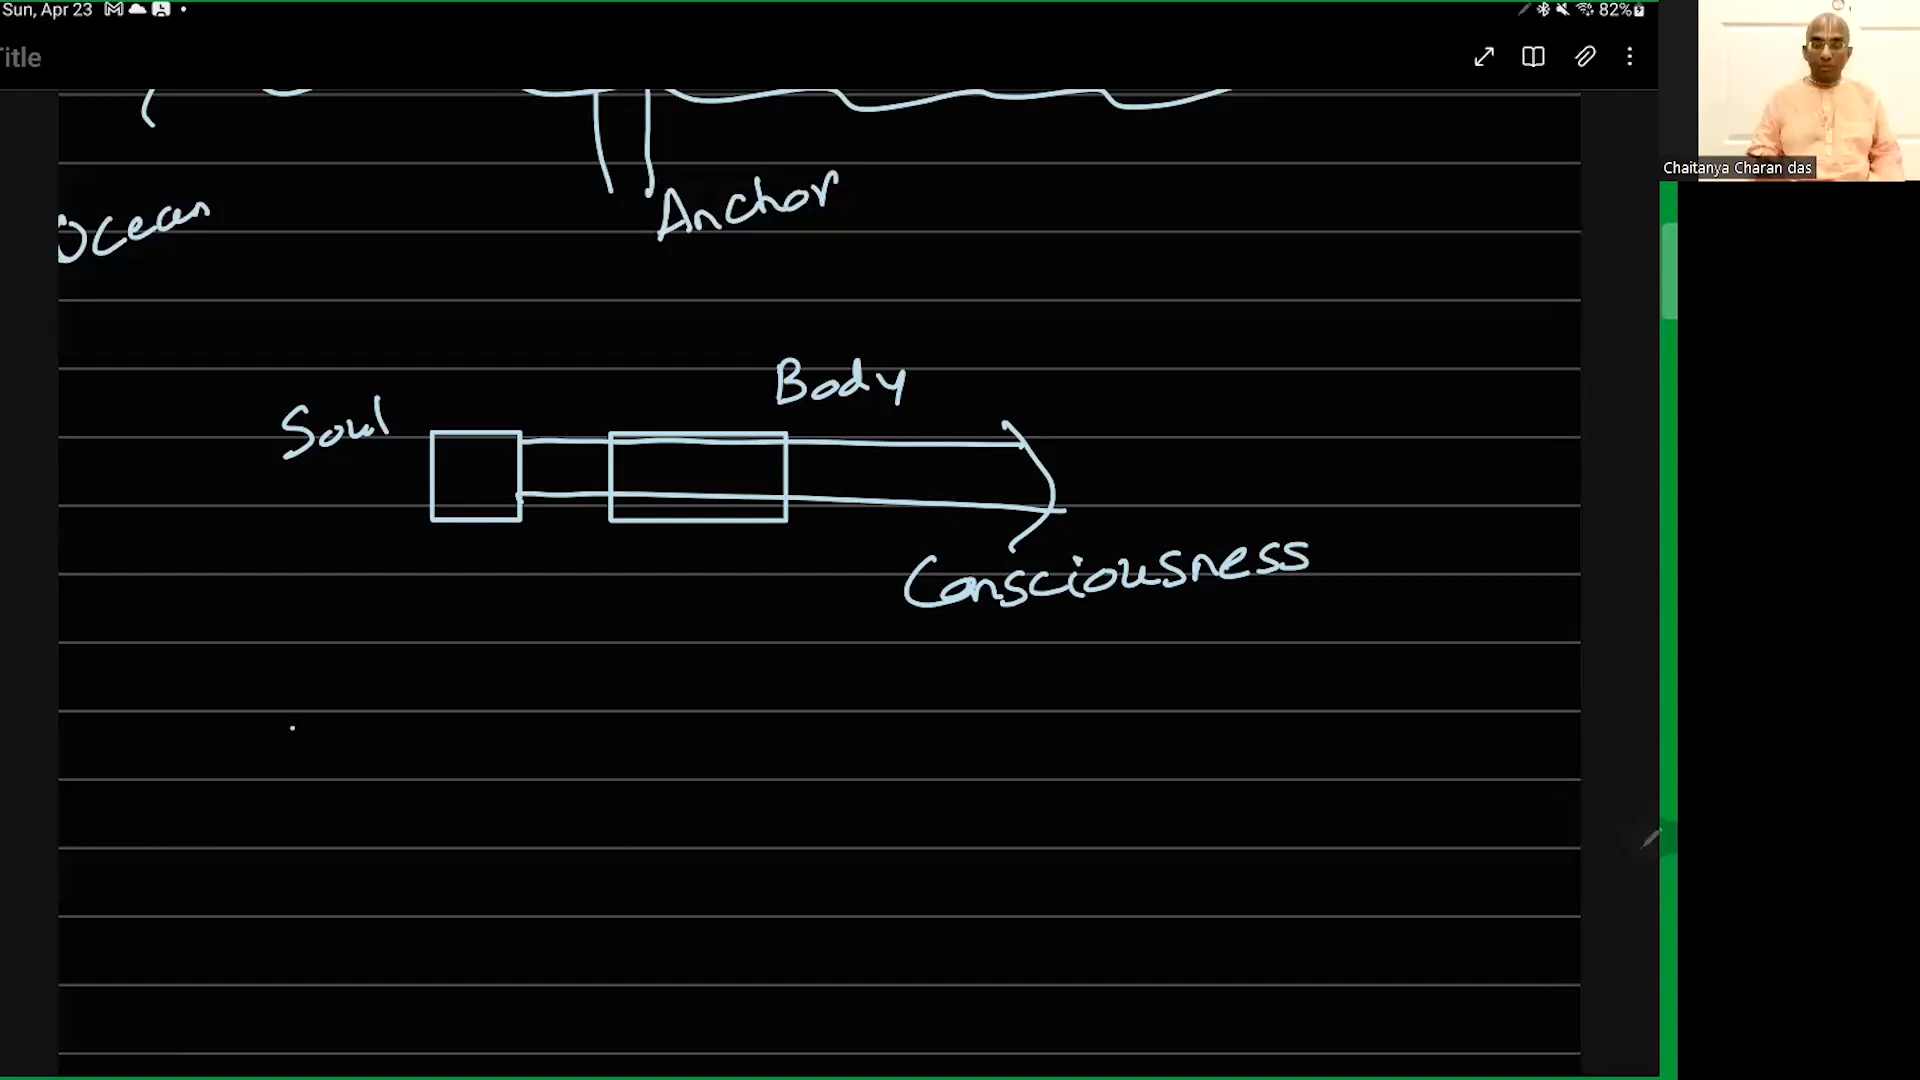 Sun, Apr 23
82%
Title
Chaitanya Charan das
Ocean
Anchor
Body
Soul
Consciousness